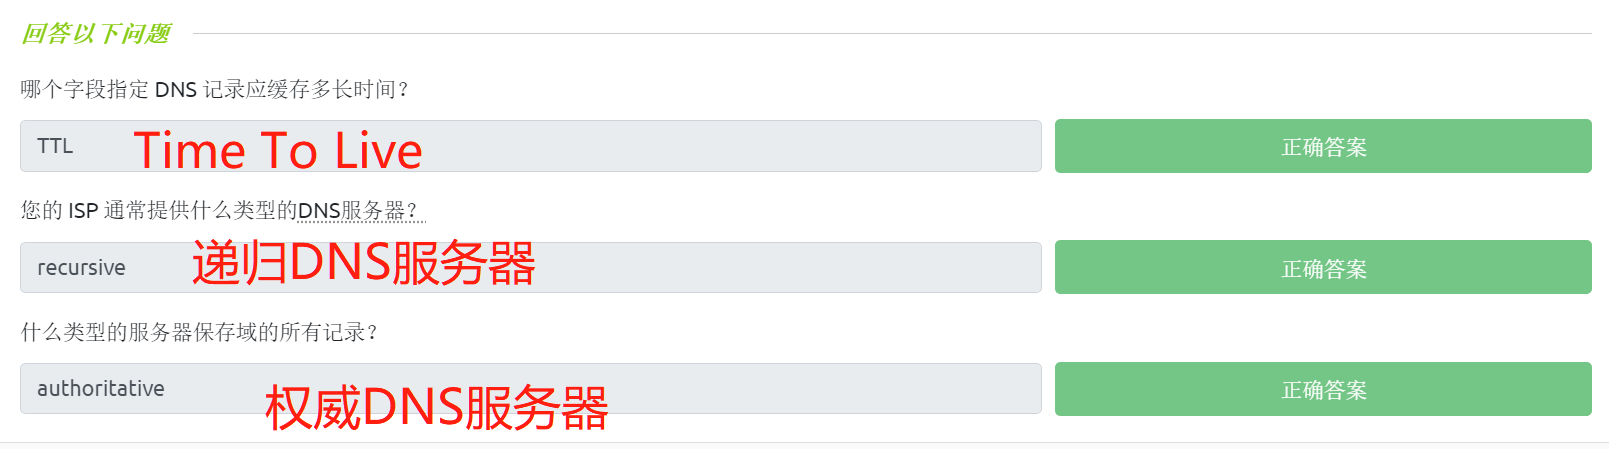 回答以下问题
哪个字段指定 DNS 记录应缓存多长时间？
TTL Time To Live 正确答案
您的 ISP 通常提供什么类型的DNS服务器？
recursive 递归DNS服务器 正确答案
什么类型的服务器保存域的所有记录？
authoritative 权威DNS服务器 正确答案